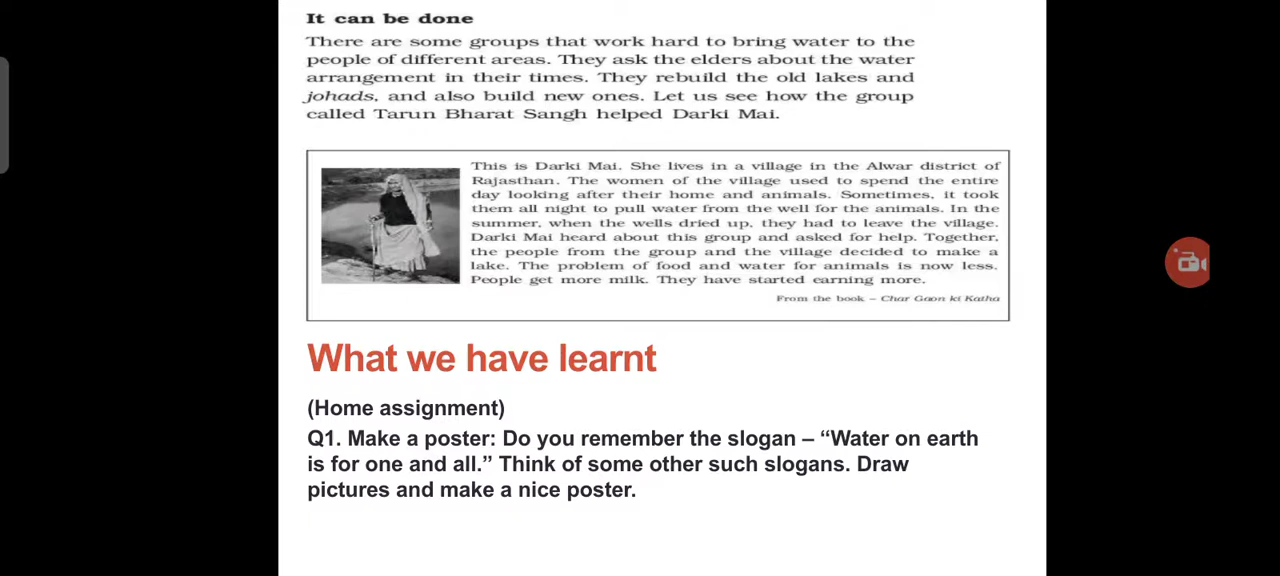 It can be done
There are some groups that work hard to bring water to the
people of different areas. They ask the elders about the water
arrangement in their times. They rebuild the old lakes and
johads, and also build new ones. Let us see how the group
called Tarun Bharat Sangh helped Darki Mai.
This is Darki Mai. She lives in a village in the Alwar district of
Rajasthan. The women of the village used to spend the entire
day looking after their home and animals. Sometimes, it took
them all night to pull water from the well for the animals. In the
summer, when the wells dried up, they had to leave the village.
Darki Mai heard about this group and asked for help. Together,
the people from the group and the village decided to make a
lake. The problem of food and water for animals is now less.
People get more milk. They have started earning more.
From the book – Char Gaon ki Katha
What we have learnt
(Home assignment)
Q1. Make a poster: Do you remember the slogan – “Water on earth
is for one and all.” Think of some other such slogans. Draw
pictures and make a nice poster.